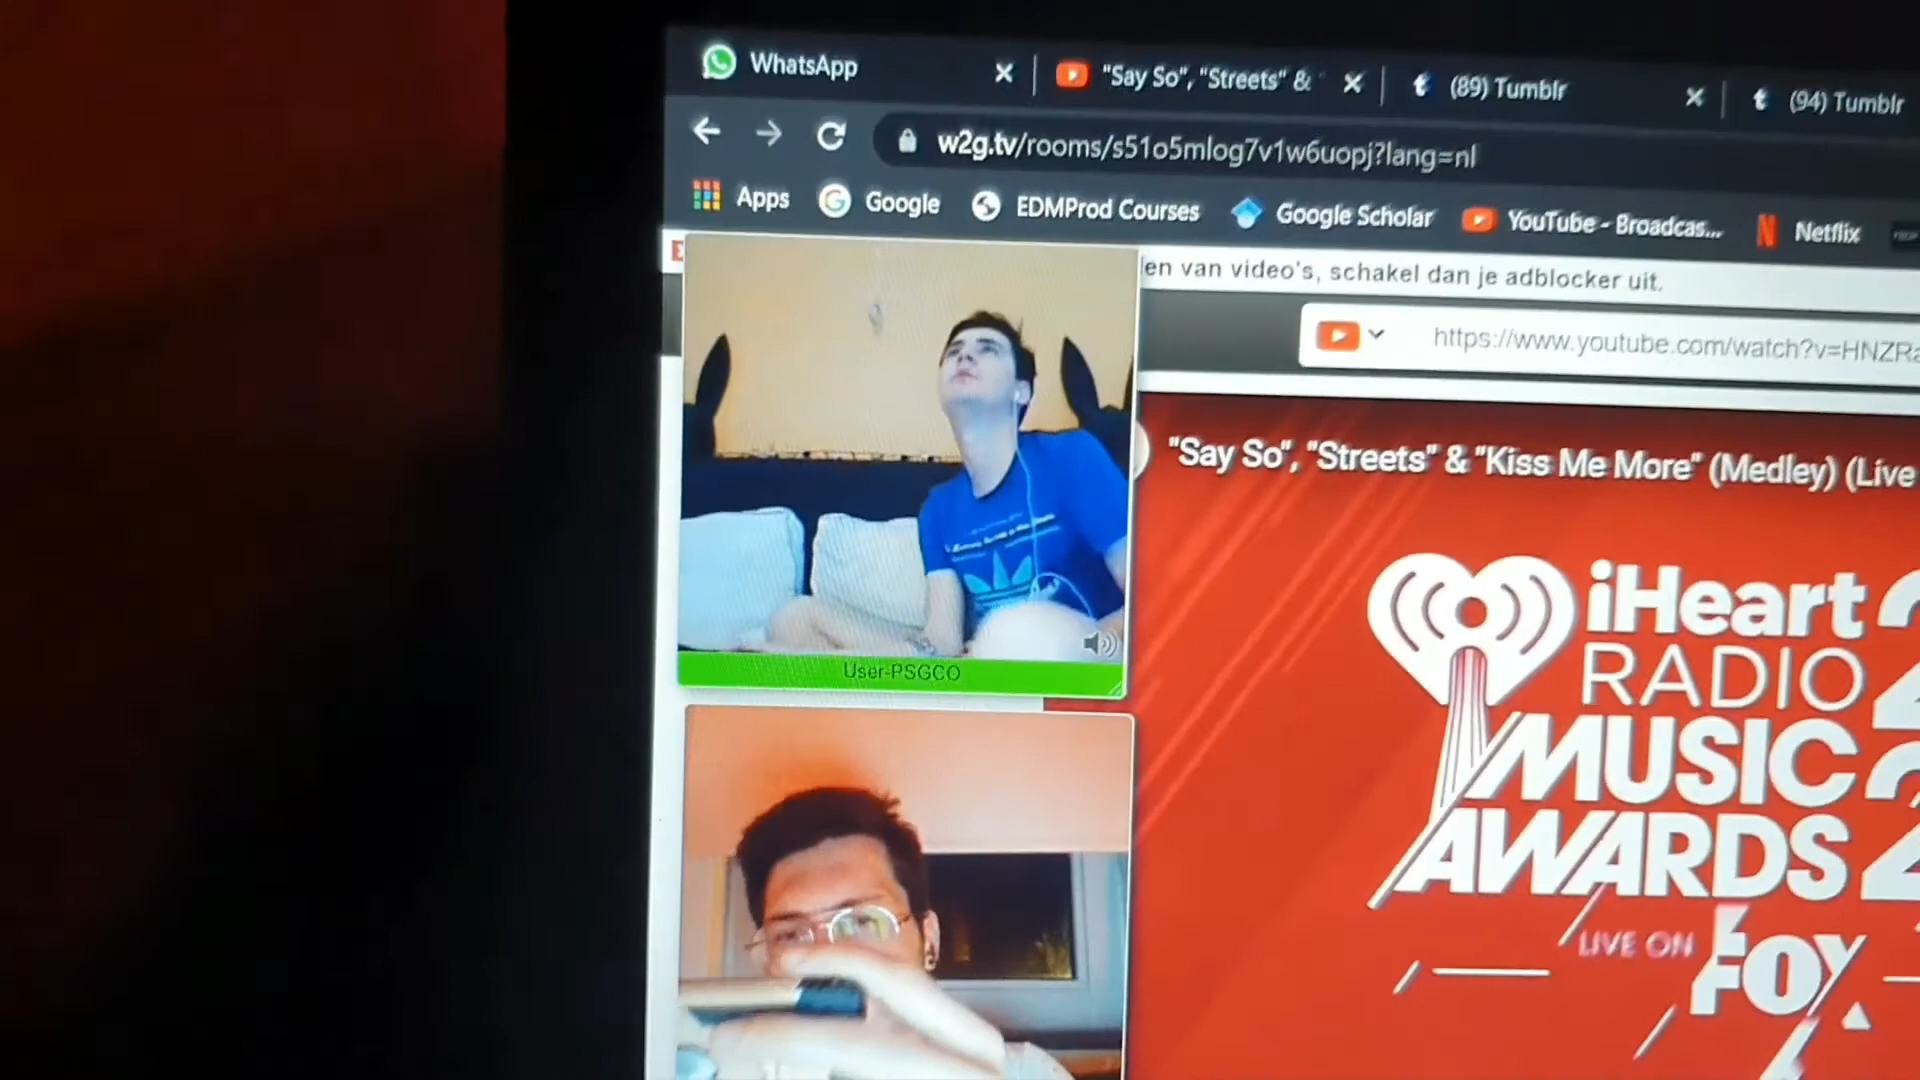 WhatsApp
"Say So", "Streets" &
(89) Tumblr
(94) Tumblr
w2g.tv/rooms/s51o5mlog7v1w6uopj?lang=nl
Apps
Google
EDMProd Courses
Google Scholar
YouTube - Broadcas...
Netflix
en van video's, schakel dan je adblocker uit.
https://www.youtube.com/watch?v=HNZRa
"Say So", "Streets" & "Kiss Me More" (Medley) (Live
iHeart
RADIO
MUSIC
AWARDS
LIVE ON
FOX
User-PSGCO